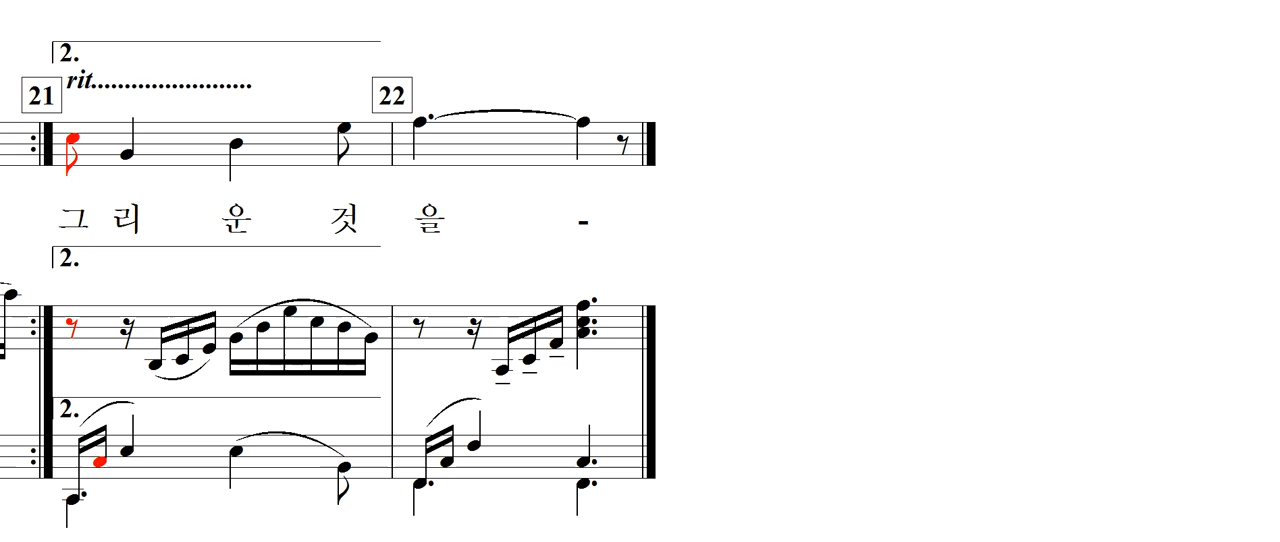 2.
rit........................
21 22
그 리 운 것 을 -
2.
2.